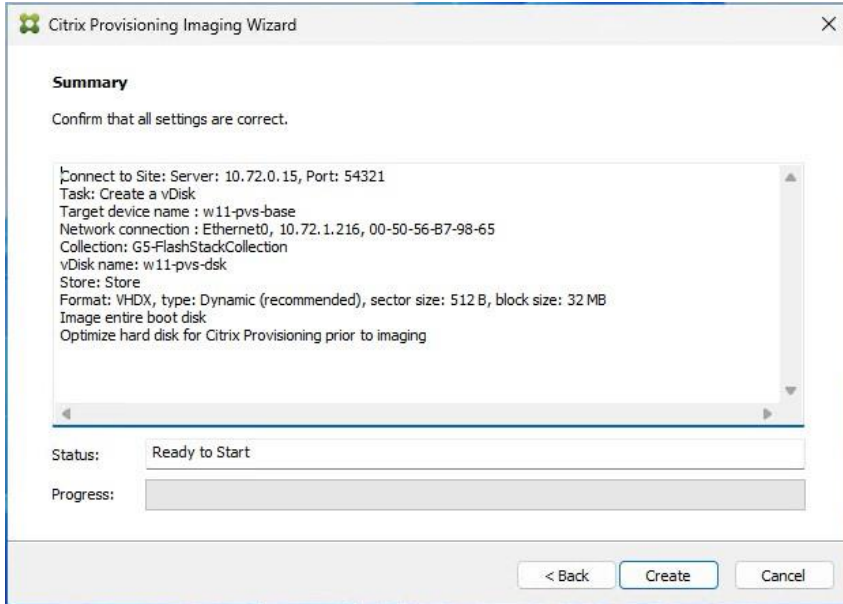 Citrix Provisioning Imaging Wizard
Summary
Confirm that all settings are correct.
Connect to Site: Server: 10.72.0.15, Port: 54321
Task: Create a vDisk
Target device name : w11-pvs-base
Network connection : Ethernet0, 10.72.1.216, 00-50-56-B7-98-65
Collection: G5-FlashStackCollection
vDisk name: w11-pvs-dsk
Store: Store
Format: VHDX, type: Dynamic (recommended), sector size: 512 B, block size: 32 MB
Image entire boot disk
Optimize hard disk for Citrix Provisioning prior to imaging
Status: Ready to Start
Progress:
< Back Create Cancel